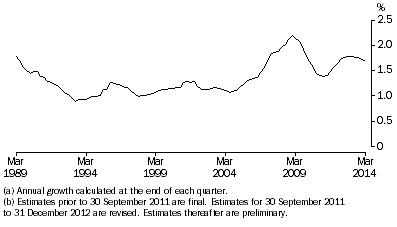 %
2.5
2.0
1.5
1.0
0.5
0
Mar Mar Mar Mar Mar Mar
1989 1994 1999 2004 2009 2014
(a) Annual growth calculated at the end of each quarter.
(b) Estimates prior to 30 September 2011 are final. Estimates for 30 September 2011
to 31 December 2012 are revised. Estimates thereafter are preliminary.